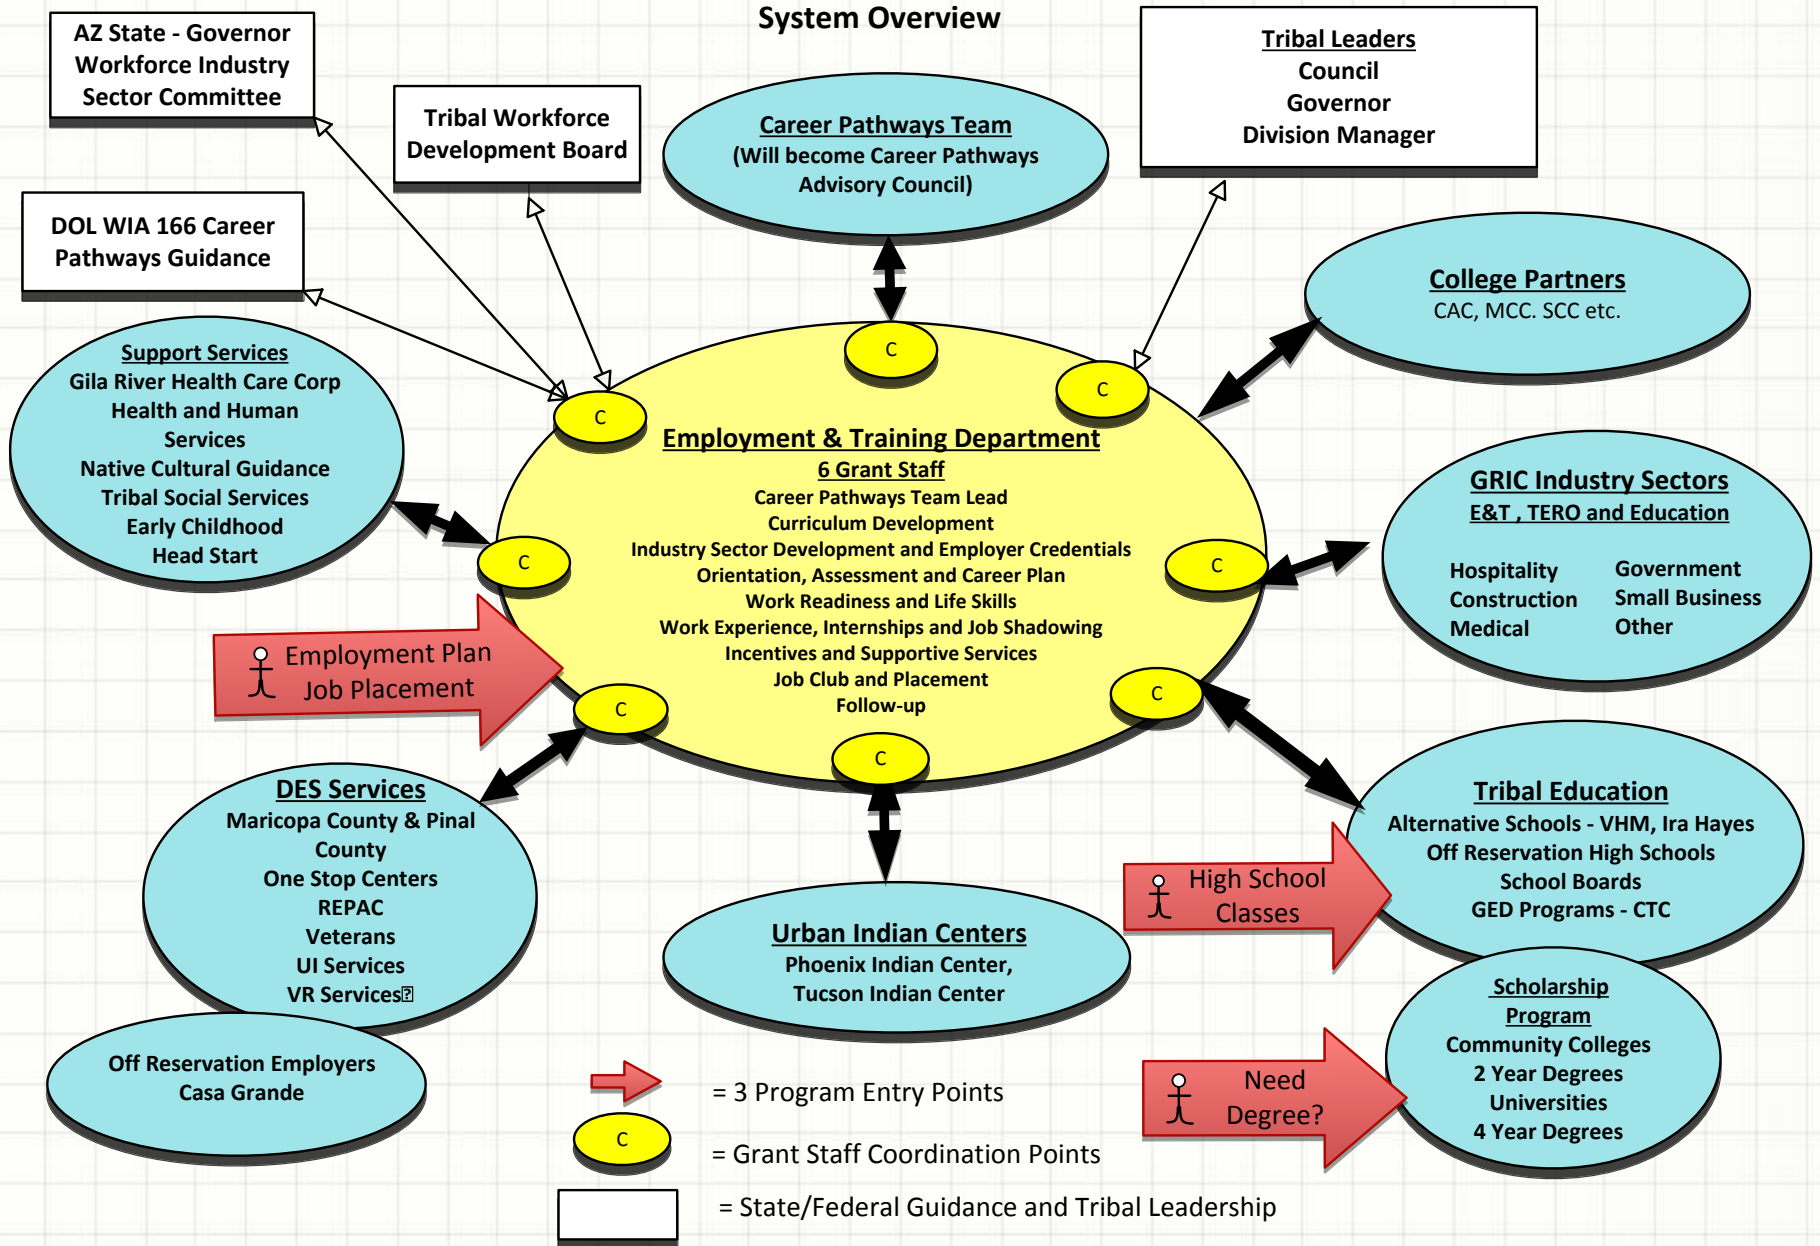 System Overview
AZ State - Governor
Workforce Industry
Sector Committee
Tribal Workforce
Development Board
DOL WIA 166 Career
Pathways Guidance
Career Pathways Team
(Will become Career Pathways
Advisory Council)
Tribal Leaders
Council
Governor
Division Manager
College Partners
CAC, MCC. SCC etc.
Support Services
Gila River Health Care Corp
Health and Human
Services
Native Cultural Guidance
Tribal Social Services
Early Childhood
Head Start
C
C
C
C
C
C
C
C
Employment & Training Department
6 Grant Staff
Career Pathways Team Lead
Curriculum Development
Industry Sector Development and Employer Credentials
Orientation, Assessment and Career Plan
Work Readiness and Life Skills
Work Experience, Internships and Job Shadowing
Incentives and Supportive Services
Job Club and Placement
Follow-up
GRIC Industry Sectors
E&T , TERO and Education
Hospitality
Construction
Medical
Government
Small Business
Other
Employment Plan
Job Placement
DES Services
Maricopa County & Pinal
County
One Stop Centers
REPAC
Veterans
UI Services
VR Services
Off Reservation Employers
Casa Grande
Urban Indian Centers
Phoenix Indian Center,
Tucson Indian Center
Tribal Education
Alternative Schools - VHM, Ira Hayes
Off Reservation High Schools
School Boards
GED Programs - CTC
High School
Classes
Scholarship
Program
Community Colleges
2 Year Degrees
Universities
4 Year Degrees
Need
Degree?
= 3 Program Entry Points
C
= Grant Staff Coordination Points
= State/Federal Guidance and Tribal Leadership